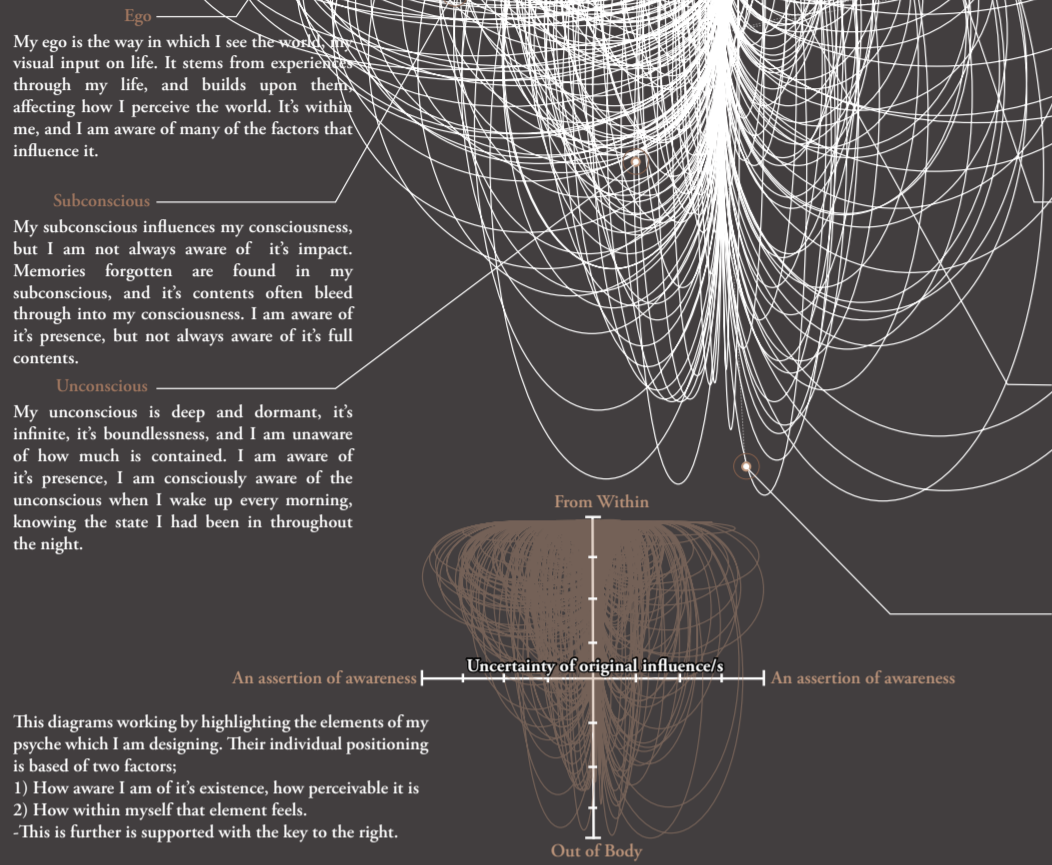 Ego
My ego is the way in which I see the world, my
visual input on life. It stems from experiences
through my life, and builds upon them,
affecting how I perceive the world. It's within
me, and I am aware of many of the factors that
influence it.
Subconscious
My subconscious influences my consciousness,
but I am not always aware of it's impact.
Memories forgotten are found in my
subconscious, and it's contents often bleed
through into my consciousness. I am aware of
it's presence, but not always aware of it's full
contents.
Unconscious
My unconscious is deep and dormant, it's
infinite, it's boundlessness, and I am unaware
of how much is contained. I am aware of
it's presence, I am consciously aware of the
unconscious when I wake up every morning,
knowing the state I had been in throughout
the night.
From Within
Uncertainty of original influence/s
An assertion of awareness
An assertion of awareness
This diagrams working by highlighting the elements of my
psyche which I am designing. Their individual positioning
is based of two factors;
1) How aware I am of it's existence, how perceivable it is
2) How within myself that element feels.
-This is further is supported with the key to the right.
Out of Body